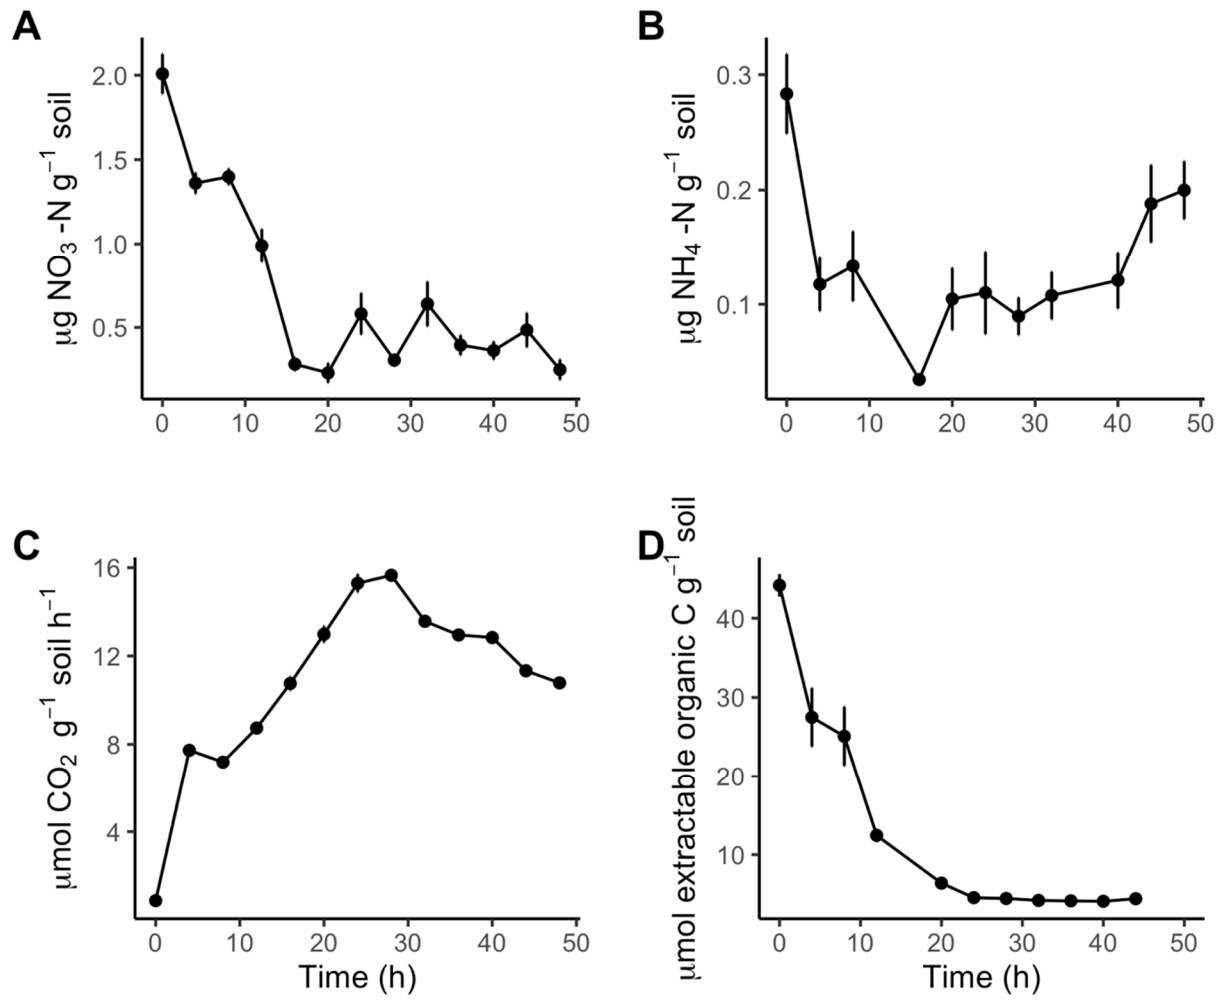 A
µg NO₃ -N g⁻¹ soil
2.0
1.5
1.0
0.5
0 10 20 30 40 50
B
µg NH₄ -N g⁻¹ soil
0.3
0.2
0.1
0 10 20 30 40 50
C
µmol CO₂ g⁻¹ soil h⁻¹
16
12
8
4
0 10 20 30 40 50
Time (h)
D
µmol extractable organic C g⁻¹ soil
40
30
20
10
0 10 20 30 40 50
Time (h)